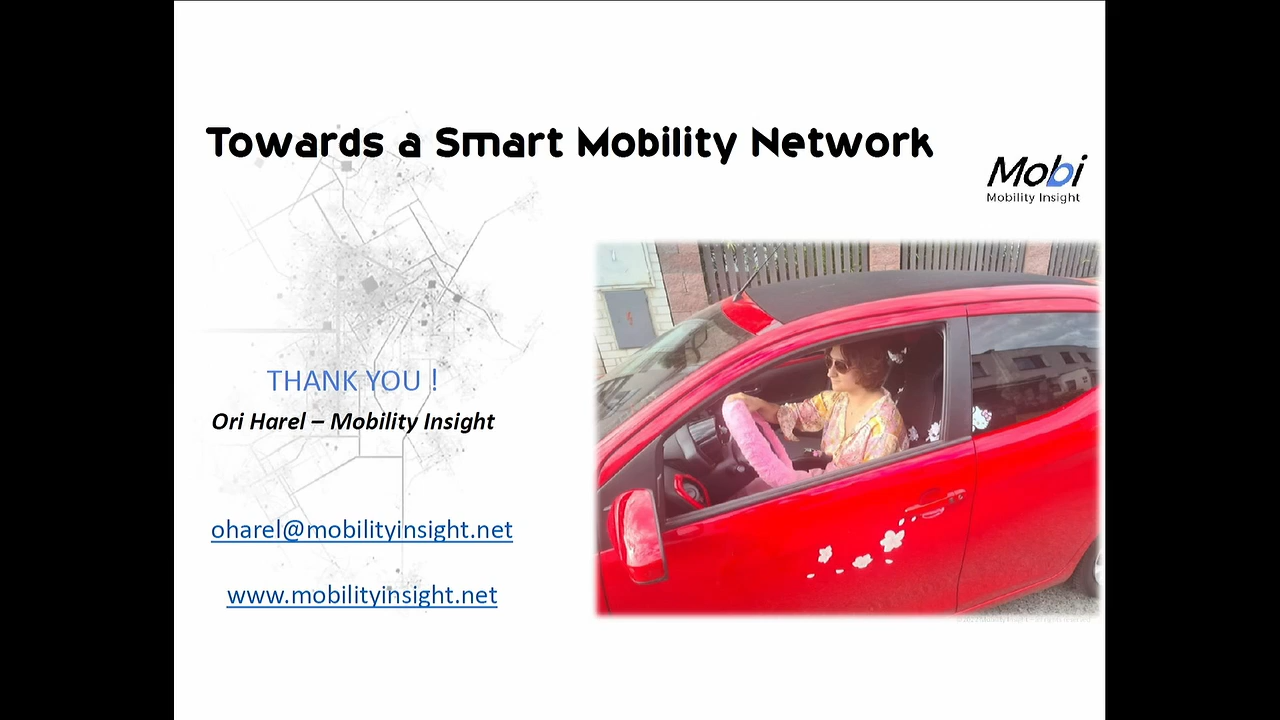 Towards a Smart Mobility Network
Mobi
Mobility Insight
THANK YOU !
Ori Harel – Mobility Insight
oharel@mobilityinsight.net
www.mobilityinsight.net